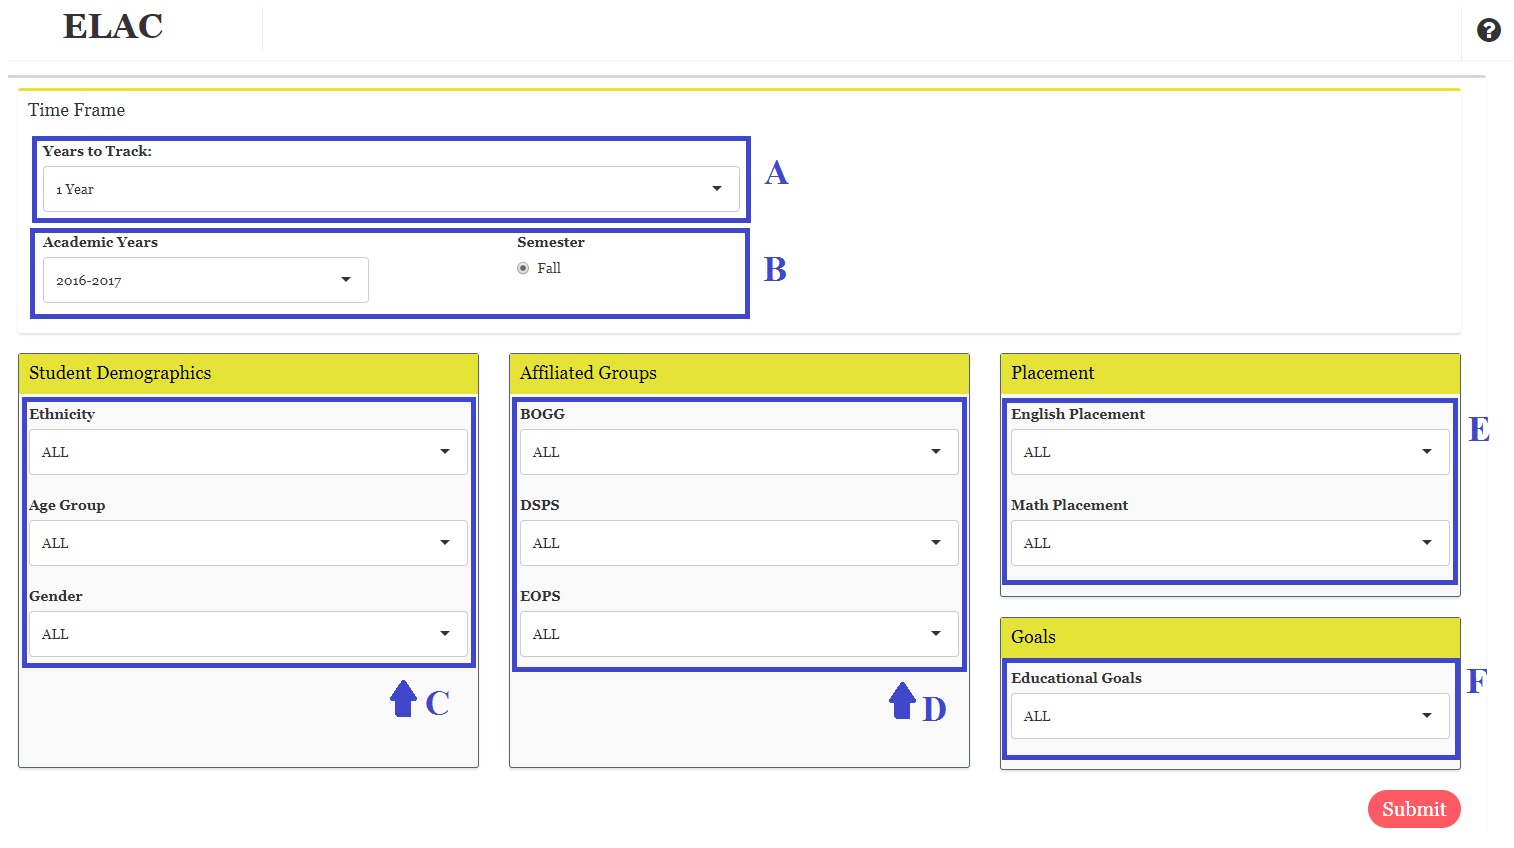 ELAC
?
Time Frame
Years to Track:
1 Year
A
Academic Years
Semester
2016-2017
Fall
B
Student Demographics
Ethnicity
ALL
Age Group
ALL
Gender
ALL
C
Affiliated Groups
BOGG
ALL
DSPS
ALL
EOPS
ALL
D
Placement
English Placement
ALL
E
Math Placement
ALL
Goals
Educational Goals
F
ALL
Submit